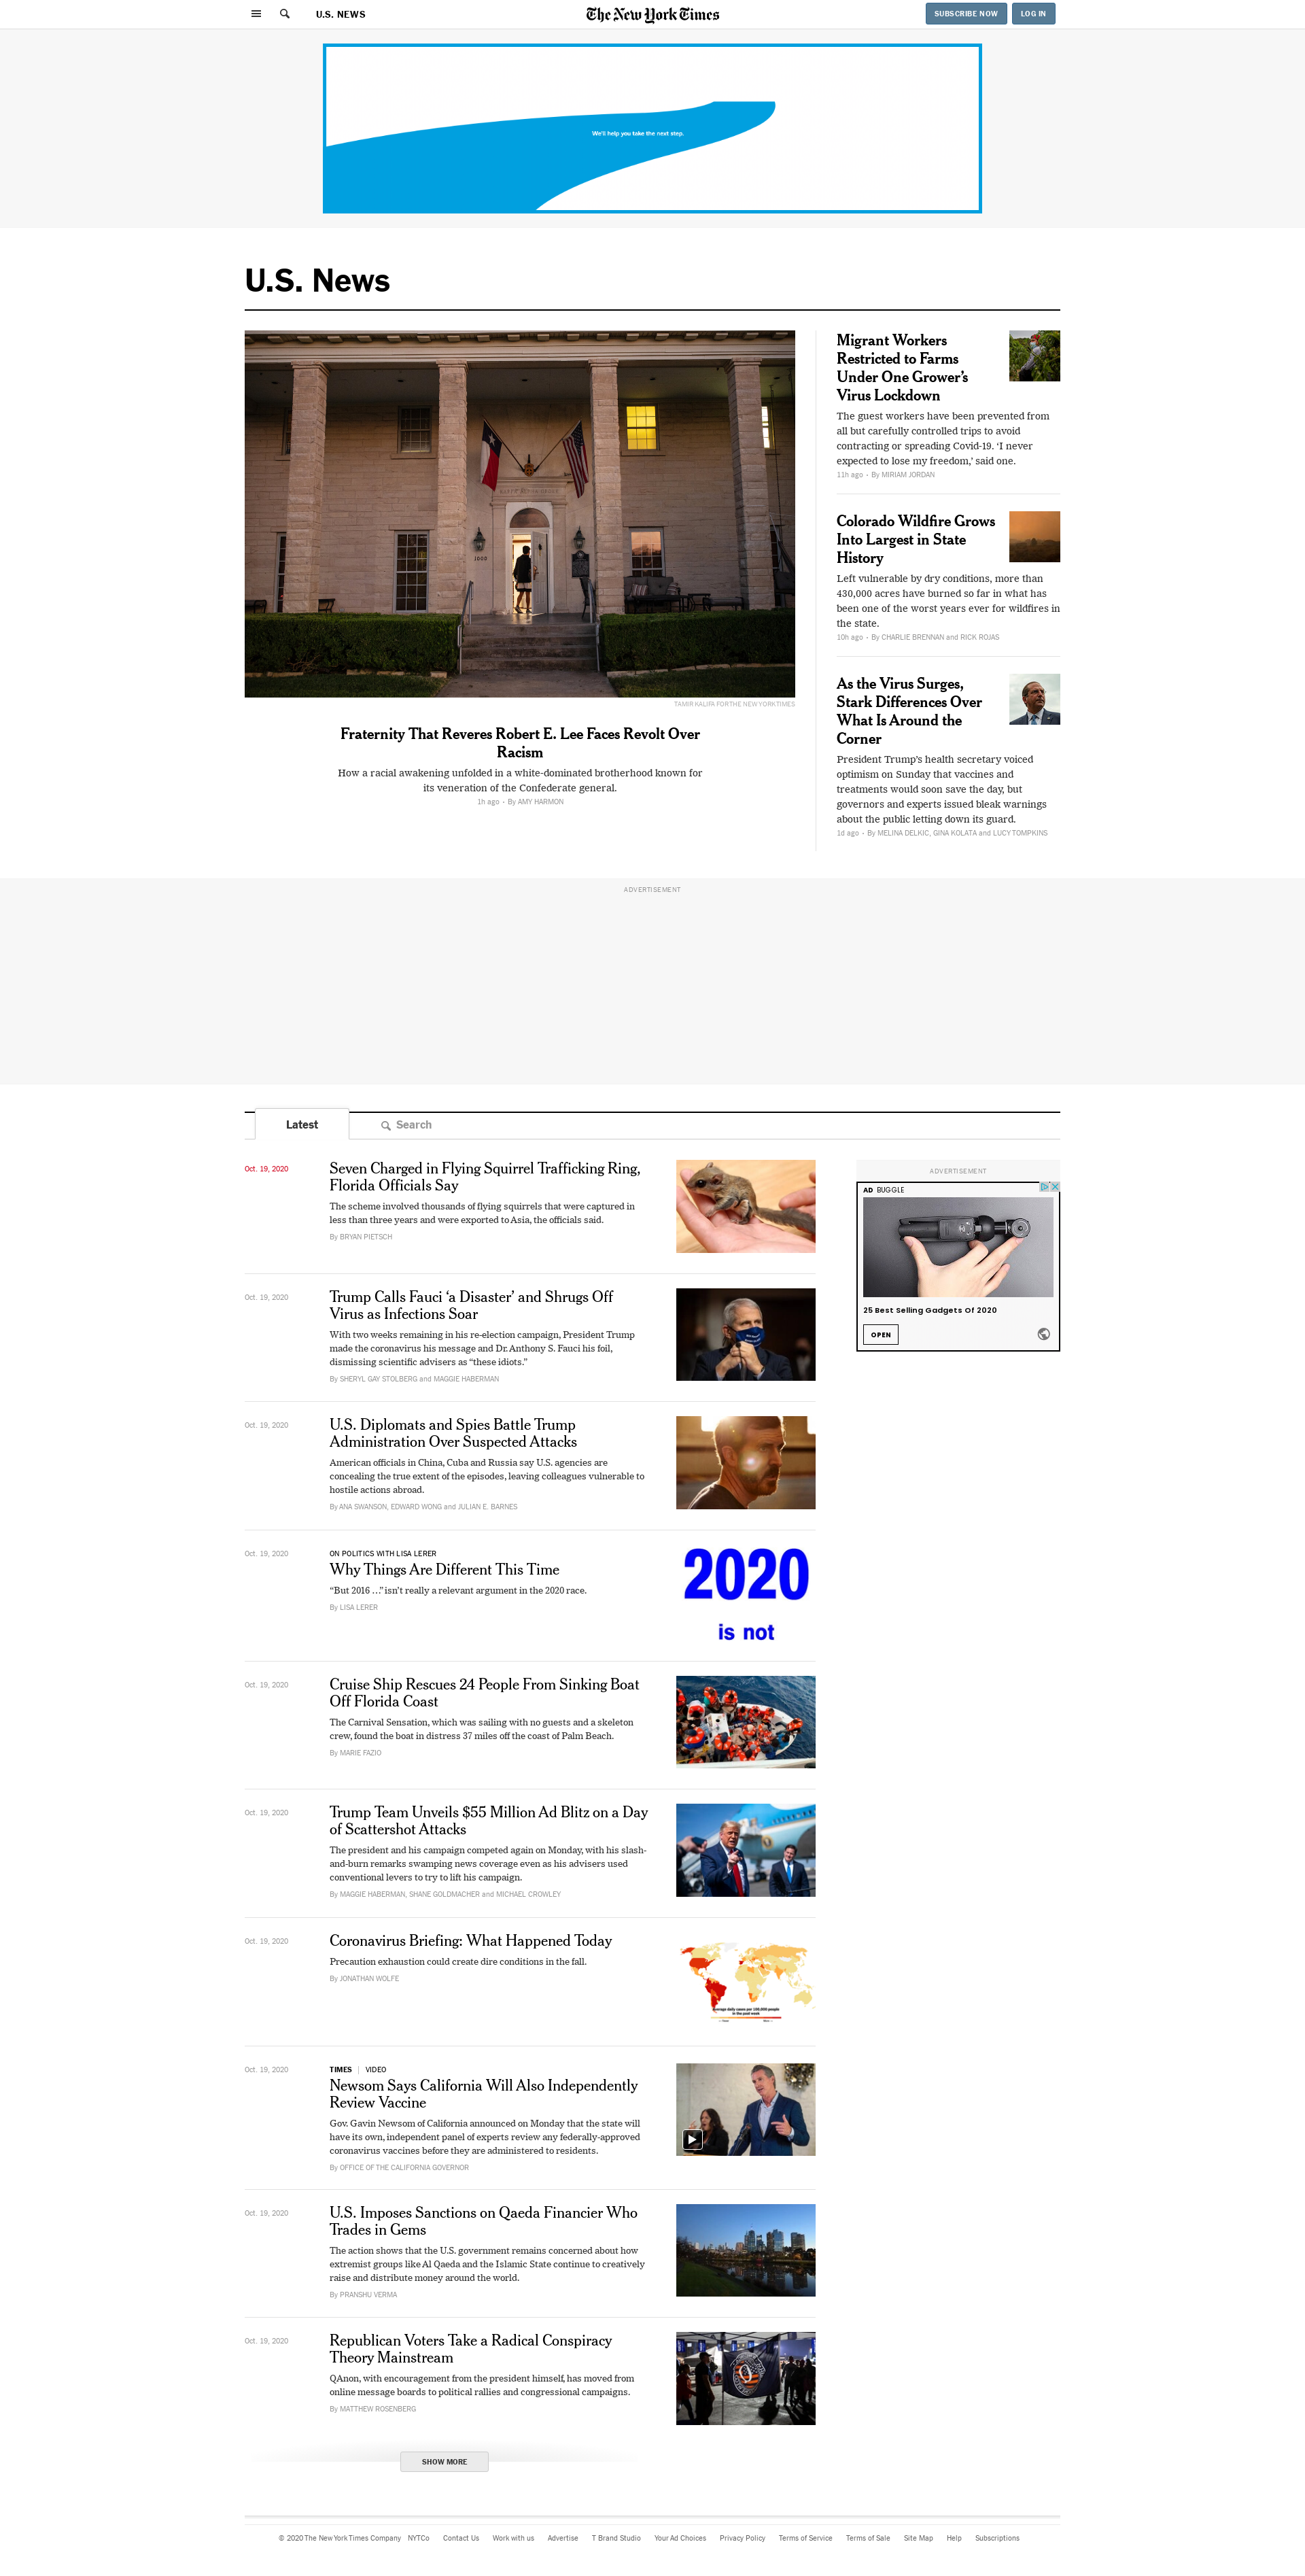 U.S. NEWS
The New York Times
SUBSCRIBE NOW
LOG IN
We'll help you take the next step.
U.S. News
TAMIR KALIFA FOR THE NEW YORK TIMES
Fraternity That Reveres Robert E. Lee Faces Revolt Over
Racism
How a racial awakening unfolded in a white-dominated brotherhood known for
its veneration of the Confederate general.
1h ago • By AMY HARMON
Migrant Workers
Restricted to Farms
Under One Grower’s
Virus Lockdown
The guest workers have been prevented from
all but carefully controlled trips to avoid
contracting or spreading Covid-19. ‘I never
expected to lose my freedom,’ said one.
11h ago • By MIRIAM JORDAN
Colorado Wildfire Grows
Into Largest in State
History
Left vulnerable by dry conditions, more than
430,000 acres have burned so far in what has
been one of the worst years ever for wildfires in
the state.
10h ago • By CHARLIE BRENNAN and RICK ROJAS
As the Virus Surges,
Stark Differences Over
What Is Around the
Corner
President Trump’s health secretary voiced
optimism on Sunday that vaccines and
treatments would soon save the day, but
governors and experts issued bleak warnings
about the public letting down its guard.
1d ago • By MELINA DELKIC, GINA KOLATA and LUCY TOMPKINS
ADVERTISEMENT
Latest
Search
Oct. 19, 2020
Seven Charged in Flying Squirrel Trafficking Ring,
Florida Officials Say
The scheme involved thousands of flying squirrels that were captured in
less than three years and were exported to Asia, the officials said.
By BRYAN PIETSCH
ADVERTISEMENT
AD BUGGLE
25 Best Selling Gadgets Of 2020
OPEN
Oct. 19, 2020
Trump Calls Fauci ‘a Disaster’ and Shrugs Off
Virus as Infections Soar
With two weeks remaining in his re-election campaign, President Trump
made the coronavirus his message and Dr. Anthony S. Fauci his foil,
dismissing scientific advisers as “these idiots.”
By SHERYL GAY STOLBERG and MAGGIE HABERMAN
Oct. 19, 2020
U.S. Diplomats and Spies Battle Trump
Administration Over Suspected Attacks
American officials in China, Cuba and Russia say U.S. agencies are
concealing the true extent of the episodes, leaving colleagues vulnerable to
hostile actions abroad.
By ANA SWANSON, EDWARD WONG and JULIAN E. BARNES
Oct. 19, 2020
ON POLITICS WITH LISA LERER
Why Things Are Different This Time
“But 2016 …” isn’t really a relevant argument in the 2020 race.
By LISA LERER
2020
is not
Oct. 19, 2020
Cruise Ship Rescues 24 People From Sinking Boat
Off Florida Coast
The Carnival Sensation, which was sailing with no guests and a skeleton
crew, found the boat in distress 37 miles off the coast of Palm Beach.
By MARIE FAZIO
Oct. 19, 2020
Trump Team Unveils $55 Million Ad Blitz on a Day
of Scattershot Attacks
The president and his campaign competed again on Monday, with his slash-
and-burn remarks swamping news coverage even as his advisers used
conventional levers to try to lift his campaign.
By MAGGIE HABERMAN, SHANE GOLDMACHER and MICHAEL CROWLEY
Oct. 19, 2020
Coronavirus Briefing: What Happened Today
Precaution exhaustion could create dire conditions in the fall.
By JONATHAN WOLFE
Average daily cases per 100,000 people
in the past week
Oct. 19, 2020
TIMES | VIDEO
Newsom Says California Will Also Independently
Review Vaccine
Gov. Gavin Newsom of California announced on Monday that the state will
have its own, independent panel of experts review any federally-approved
coronavirus vaccines before they are administered to residents.
By OFFICE OF THE CALIFORNIA GOVERNOR
Oct. 19, 2020
U.S. Imposes Sanctions on Qaeda Financier Who
Trades in Gems
The action shows that the U.S. government remains concerned about how
extremist groups like Al Qaeda and the Islamic State continue to creatively
raise and distribute money around the world.
By PRANSHU VERMA
Oct. 19, 2020
Republican Voters Take a Radical Conspiracy
Theory Mainstream
QAnon, with encouragement from the president himself, has moved from
online message boards to political rallies and congressional campaigns.
By MATTHEW ROSENBERG
SHOW MORE
© 2020 The New York Times Company NYTCo Contact Us Work with us Advertise T Brand Studio Your Ad Choices Privacy Policy Terms of Service Terms of Sale Site Map Help Subscriptions